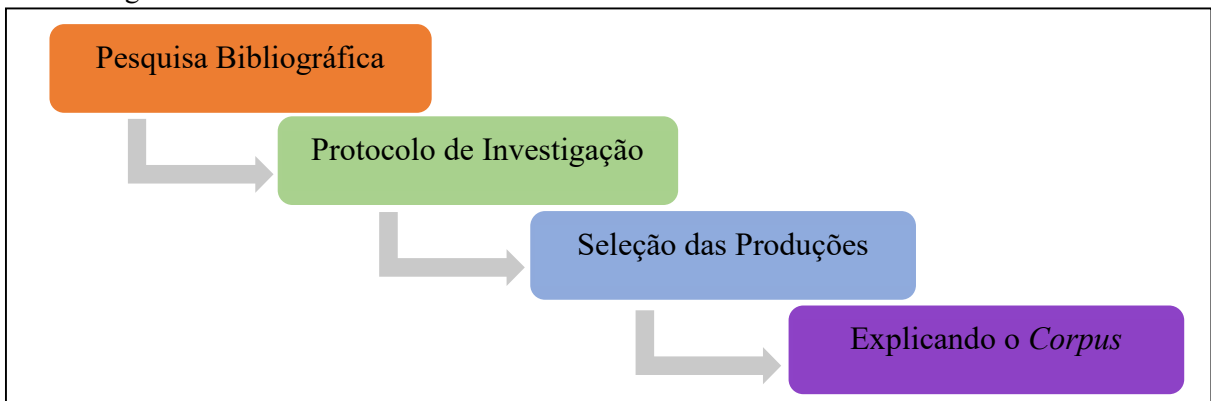 Pesquisa Bibliográfica
Protocolo de Investigação
Seleção das Produções
Explicando o Corpus